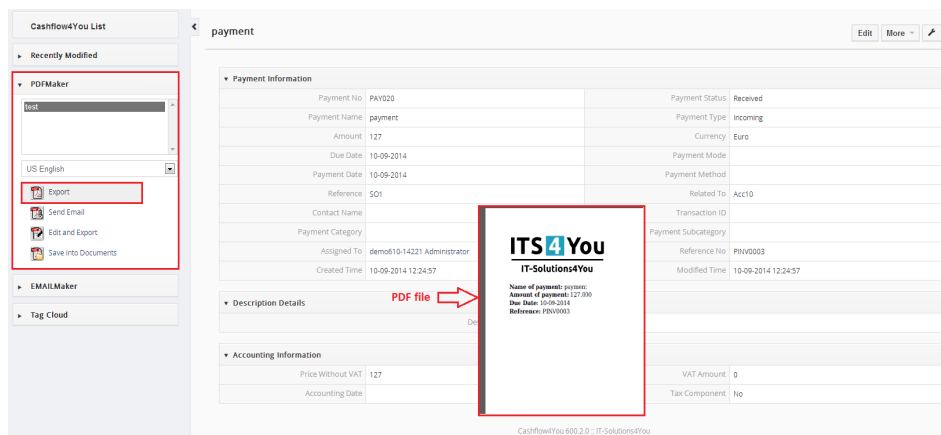 Cashflow4You List
Recently Modified
PDFMaker
test
US English
Export
Send Email
Edit and Export
Save into Documents
EMAILMaker
Tag Cloud
payment
Edit More
Payment Information
Payment No PAY020 Payment Status Received
Payment Name payment Payment Type Incoming
Amount 127 Currency Euro
Due Date 10-09-2014 Payment Mode
Payment Date 10-09-2014 Payment Method
Reference SO1 Related To Acc10
Contact Name Transaction ID
Payment Category Payment Subcategory
Assigned To demo610-14221 Administrator Reference No PINV0003
Created Time 10-09-2014 12:24:57 Modified Time 10-09-2014 12:24:57
Description Details
De
Accounting Information
Price Without VAT 127 VAT Amount 0
Accounting Date Tax Component No
PDF file
ITS4You
IT-Solutions4You
Name of payment: payment
Amount of payment: 127.000
Due Date: 10-09-2014
Reference: PINV0003
Cashflow4You 600.2.0 :: IT-Solutions4You